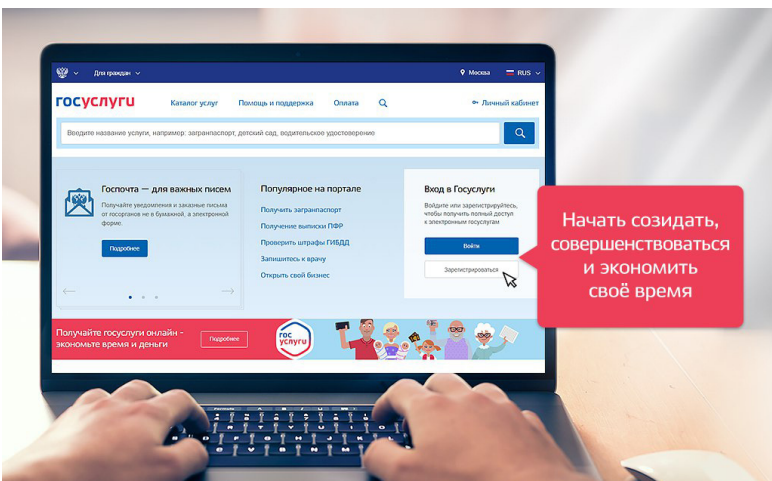 Для граждан
Москва
RUS
госуслуги
Каталог услуг
Помощь и поддержка
Оплата
Личный кабинет
Введите название услуги, например: загранпаспорт, детский сад, водительское удостоверение
Госпочта — для важных писем
Получайте уведомления и заказные письма
от госорганов не в бумажной, а электронной
форме.
Подробнее
Популярное на портале
Получить загранпаспорт
Получение выписки ПФР
Проверить штрафы ГИБДД
Запишитесь к врачу
Открыть свой бизнес
Вход в Госуслуги
Войдите или зарегистрируйтесь,
чтобы получить полный доступ
к электронным госуслугам
Войти
Зарегистрироваться
Начать созидать,
совершенствоваться
и экономить
своё время
Получайте госуслуги онлайн -
экономьте время и деньги
Подробнее
гос
услуги